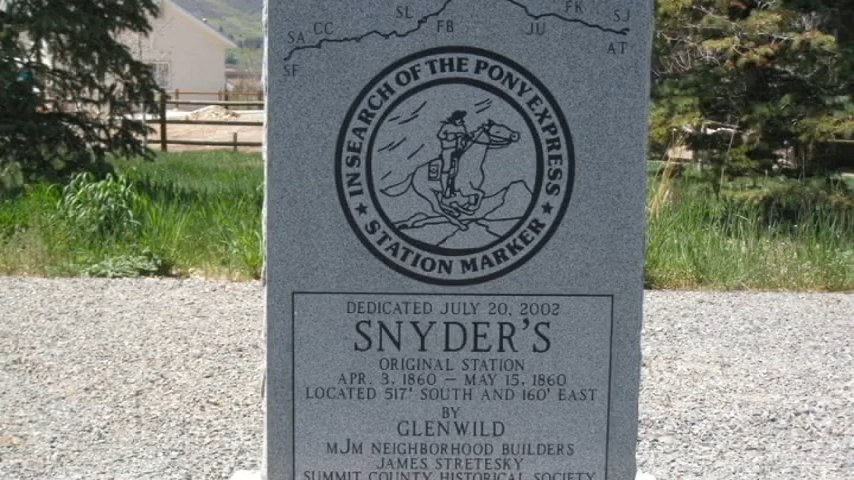 SL FB JU FK SJ
SA CC AT
SF
IN SEARCH OF THE PONY EXPRESS
★ STATION MARKER ★
DEDICATED JULY 20, 2002
SNYDER'S
ORIGINAL STATION
APR. 3, 1860 – MAY 15, 1860
LOCATED 517' SOUTH AND 160' EAST
BY
GLENWILD
MJM NEIGHBORHOOD BUILDERS
JAMES STRETESKY
SUMMIT COUNTY HISTORICAL SOCIETY